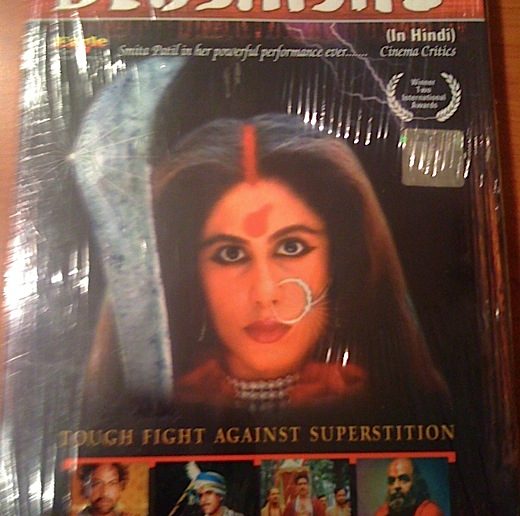 (In Hindi)
Eagle
Smita Patil in her powerful performance ever...... Cinema Critics
Winner
Two
International
Awards
TOUGH FIGHT AGAINST SUPERSTITION